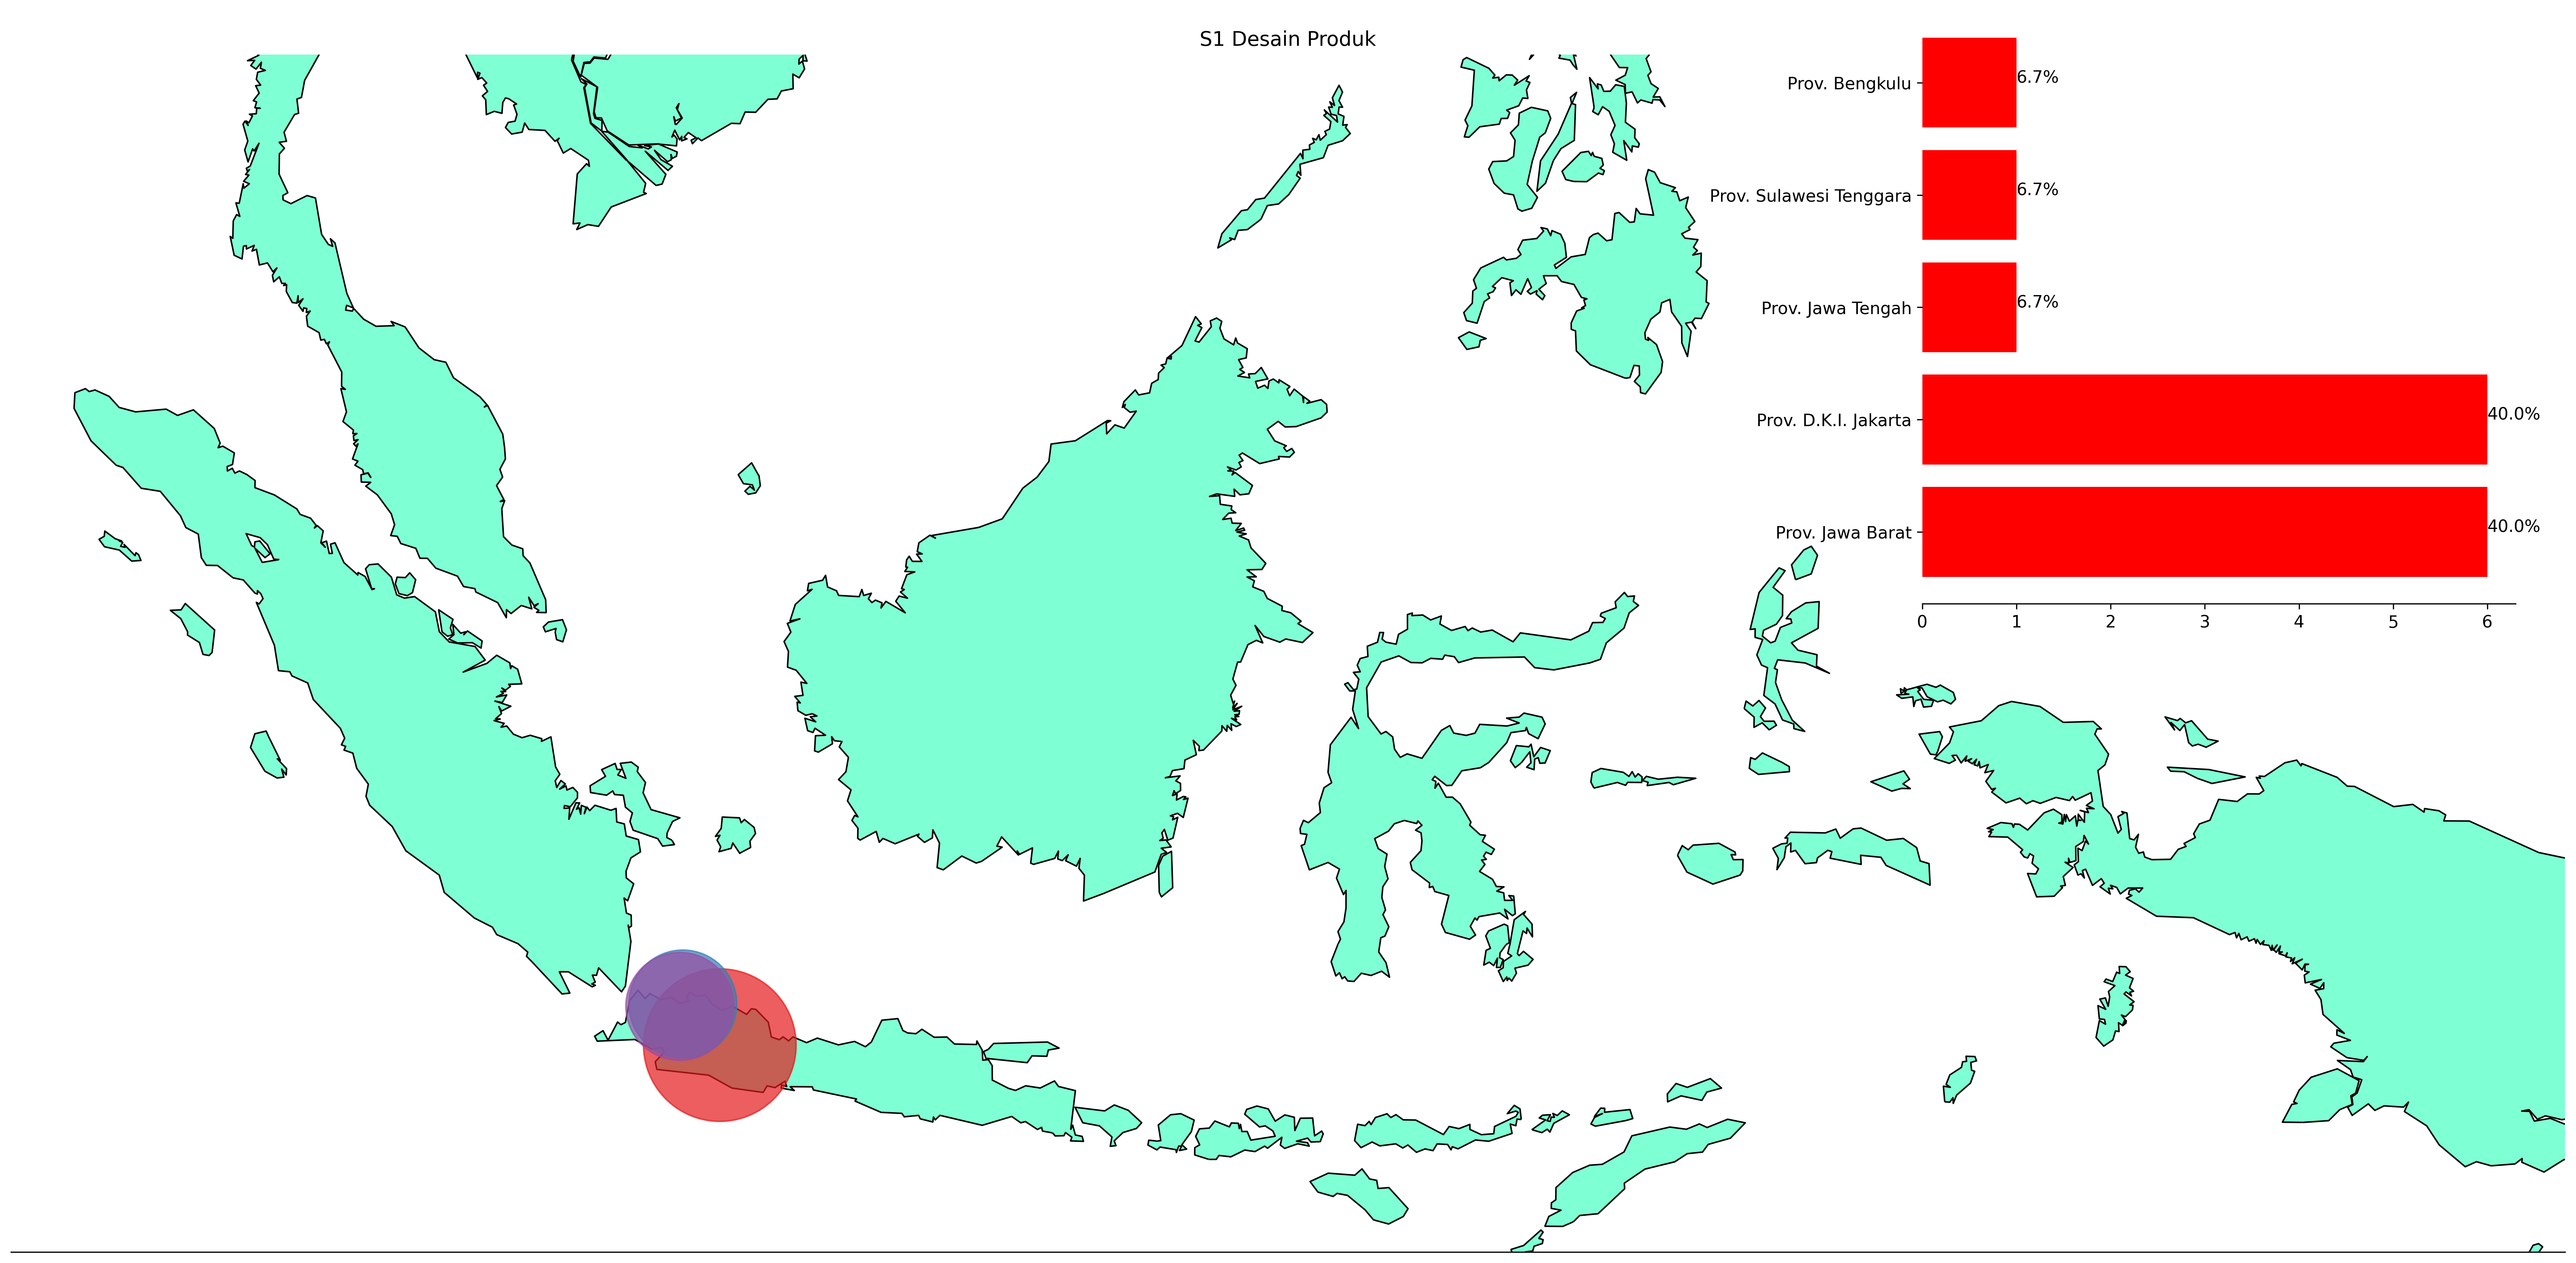 S1 Desain Produk
Prov. Bengkulu 6.7%
Prov. Sulawesi Tenggara 6.7%
Prov. Jawa Tengah 6.7%
Prov. D.K.I. Jakarta 40.0%
Prov. Jawa Barat 40.0%
0 1 2 3 4 5 6